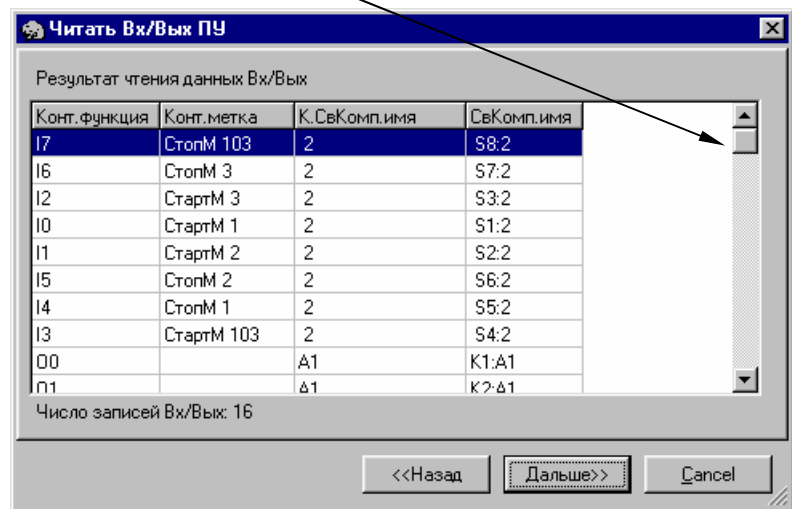 Читать Вх/Вых ПУ
Результат чтения данных Вх/Вых
Конт.функция Конт.метка К.СвКомп.имя СвКомп.имя
I7 СтопМ 103 2 S8:2
I6 СтопМ 3 2 S7:2
I2 СтартМ 3 2 S3:2
I0 СтартМ 1 2 S1:2
I1 СтартМ 2 2 S2:2
I5 СтопМ 2 2 S6:2
I4 СтопМ 1 2 S5:2
I3 СтартМ 103 2 S4:2
O0 A1 K1:A1
O1 A1 K2:A1
Число записей Вх/Вых: 16
<<Назад Дальше>> Cancel